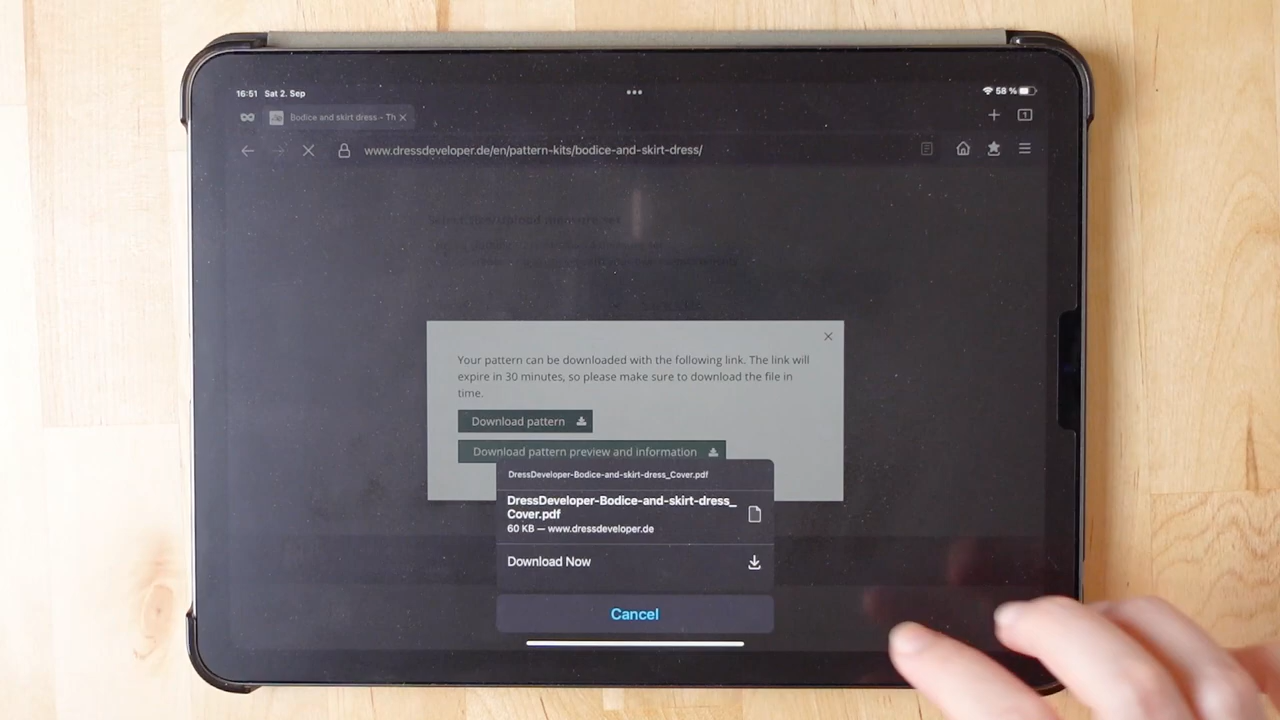 16:51 Sat 2. Sep
58 %
Bodice and skirt dress - Th
1
www.dressdeveloper.de/en/pattern-kits/bodice-and-skirt-dress/
Your pattern can be downloaded with the following link. The link will
expire in 30 minutes, so please make sure to download the file in
time.
Download pattern
Download pattern preview and information
DressDeveloper-Bodice-and-skirt-dress_Cover.pdf
DressDeveloper-Bodice-and-skirt-dress_
Cover.pdf
60 KB — www.dressdeveloper.de
Download Now
Cancel